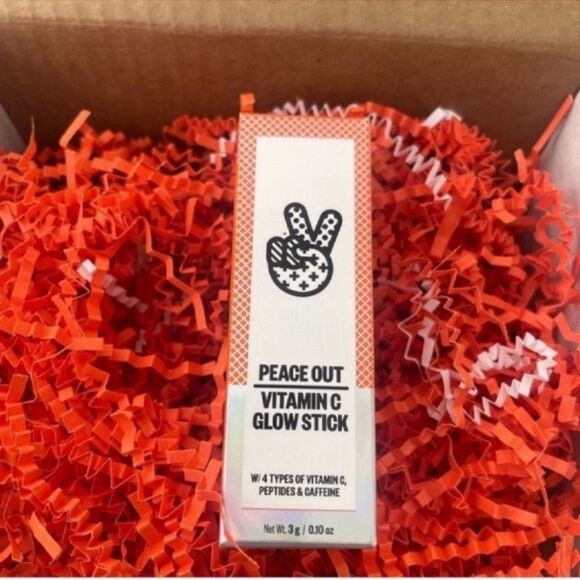 PEACE OUT
VITAMIN C
GLOW STICK
W/ 4 TYPES OF VITAMIN C,
PEPTIDES & CAFFEINE
Net Wt. 3 g / 0.10 oz